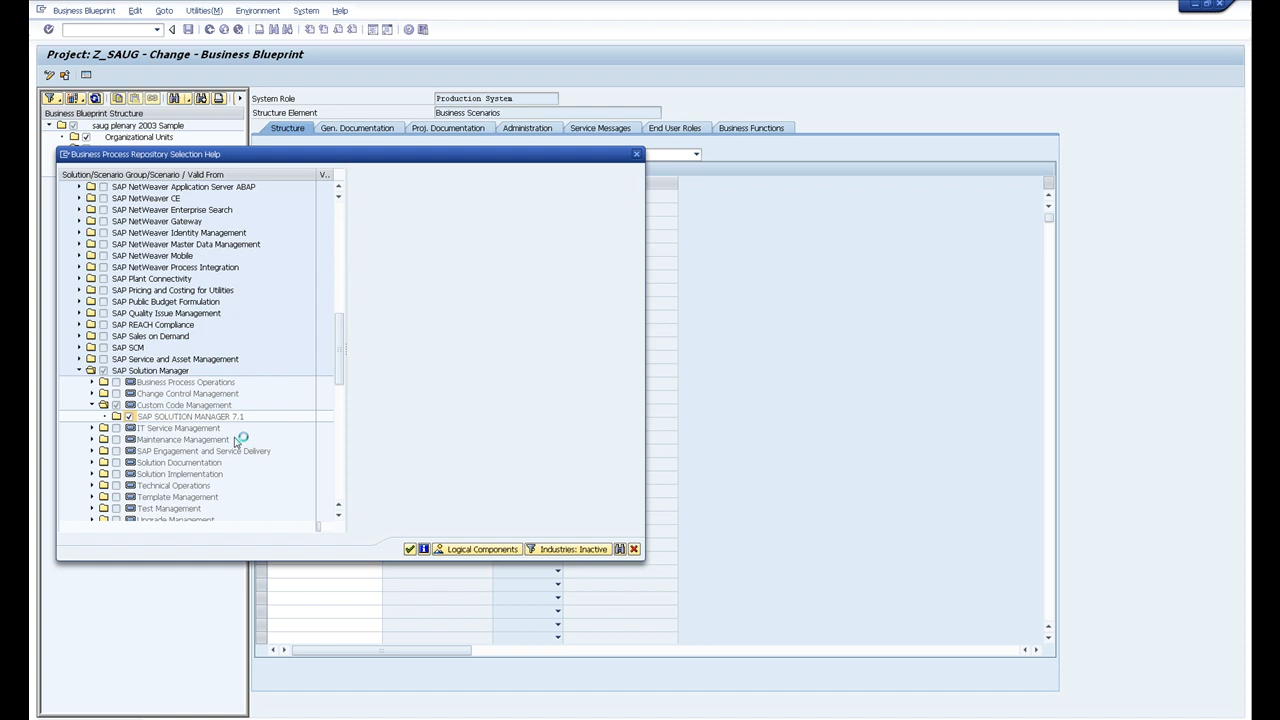 Business Blueprint Edit Goto Utilities(M) Environment System Help
Project: Z_SAUG - Change - Business Blueprint
System Role Production System
Business Blueprint Structure
Structure Element Business Scenarios
saug plenary 2003 Sample
Organizational Units
Structure Gen. Documentation Proj. Documentation Administration Service Messages End User Roles Business Functions
Business Process Repository Selection Help
Solution/Scenario Group/Scenario / Valid From V..
SAP NetWeaver Application Server ABAP
SAP NetWeaver CE
SAP NetWeaver Enterprise Search
SAP NetWeaver Gateway
SAP NetWeaver Identity Management
SAP NetWeaver Master Data Management
SAP NetWeaver Mobile
SAP NetWeaver Process Integration
SAP Plant Connectivity
SAP Pricing and Costing for Utilities
SAP Public Budget Formulation
SAP Quality Issue Management
SAP REACH Compliance
SAP Sales on Demand
SAP SCM
SAP Service and Asset Management
SAP Solution Manager
Business Process Operations
Change Control Management
Custom Code Management
SAP SOLUTION MANAGER 7.1
IT Service Management
Maintenance Management
SAP Engagement and Service Delivery
Solution Documentation
Solution Implementation
Technical Operations
Template Management
Test Management
Upgrade Management
Logical Components Industries: Inactive